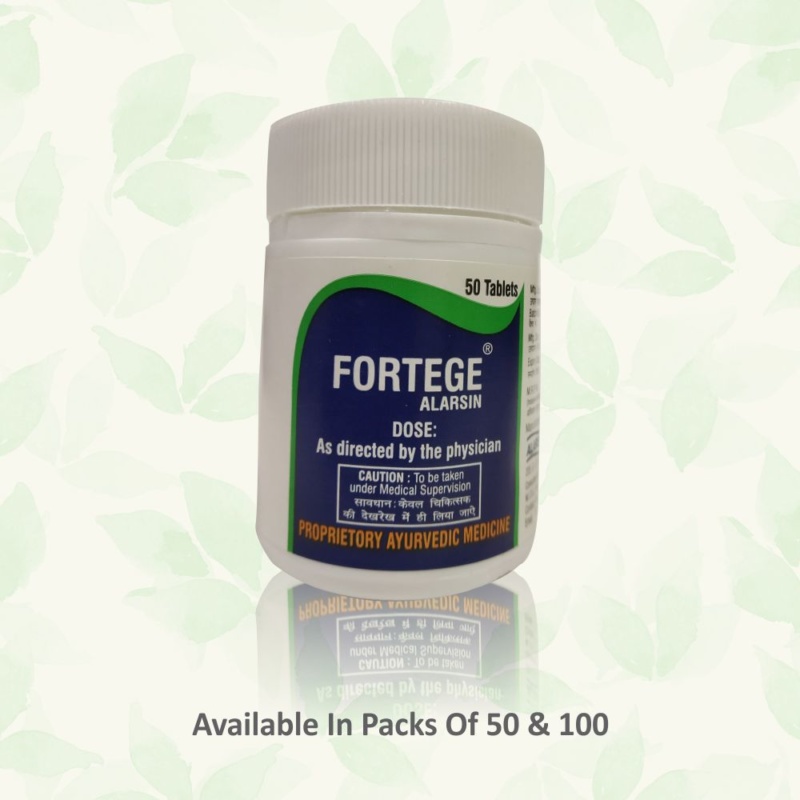 50 Tablets
FORTEGE®
ALARSIN
DOSE:
As directed by the physician
CAUTION : To be taken
under Medical Supervision
सावधान : केवल चिकित्सक
की देखरेख में ही लिया जाऐ
PROPRIETORY AYURVEDIC MEDICINE
Available In Packs Of 50 & 100